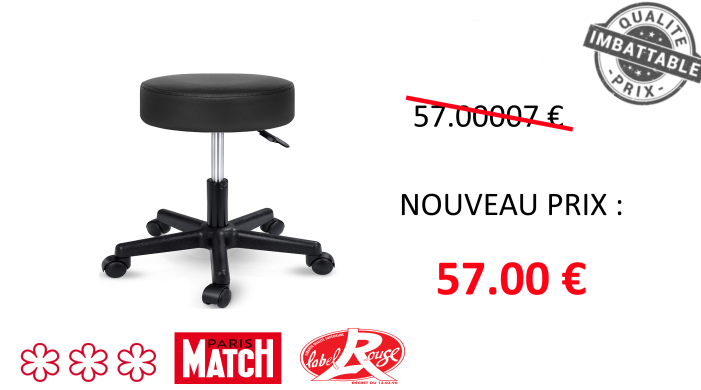 QUALITE
IMBATTABLE
- PRIX -
57.00007 €
NOUVEAU PRIX :
57.00 €
PARIS
MATCH
label
Rouge